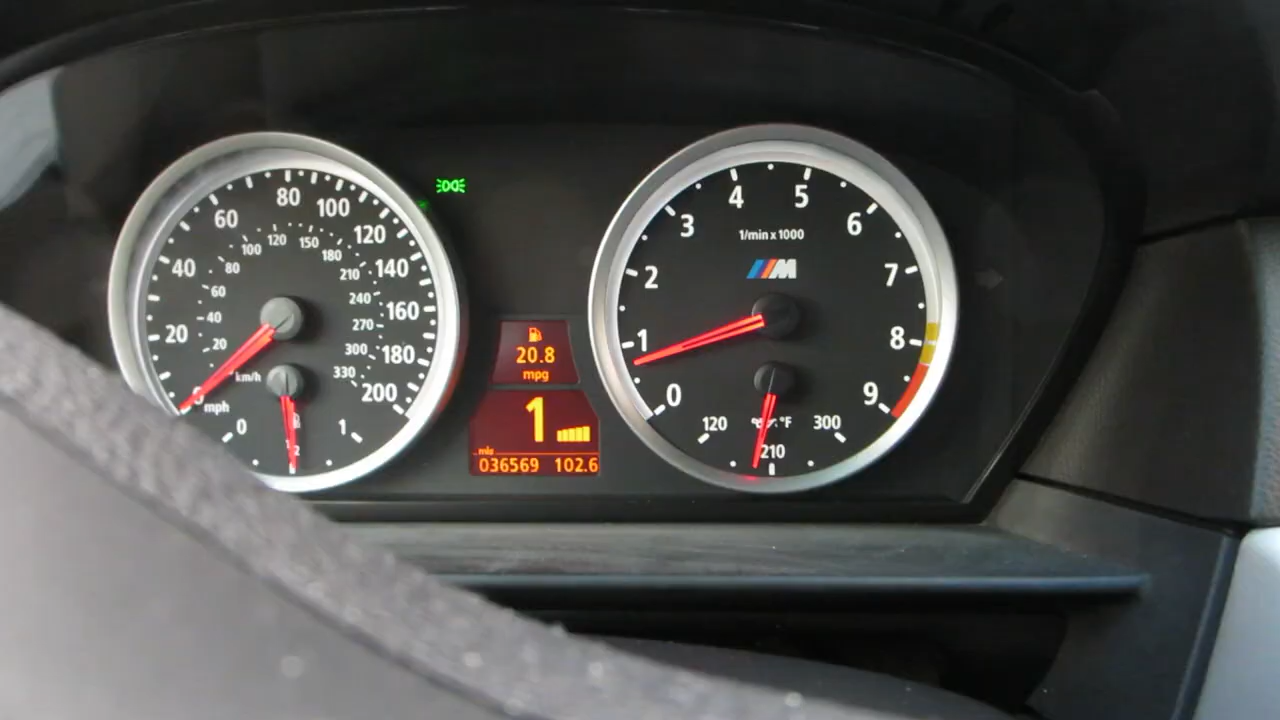 80
60 100
120
40 140
160
20 180
0 200
mph
100 120 150
80 180
60 210
240
40 270
20 300
km/h 330
0 1
20.8
mpg
1
mls
036569 102.6
4 5
3 6
1/min x 1000
M
2 7
1 8
0 9
120 °F 300
210